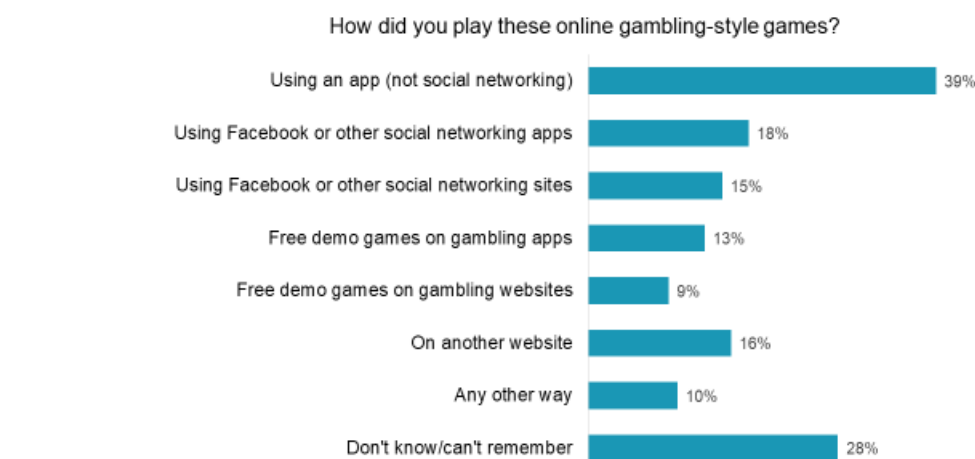 How did you play these online gambling-style games?
Using an app (not social networking) 39%
Using Facebook or other social networking apps 18%
Using Facebook or other social networking sites 15%
Free demo games on gambling apps 13%
Free demo games on gambling websites 9%
On another website 16%
Any other way 10%
Don't know/can't remember 28%